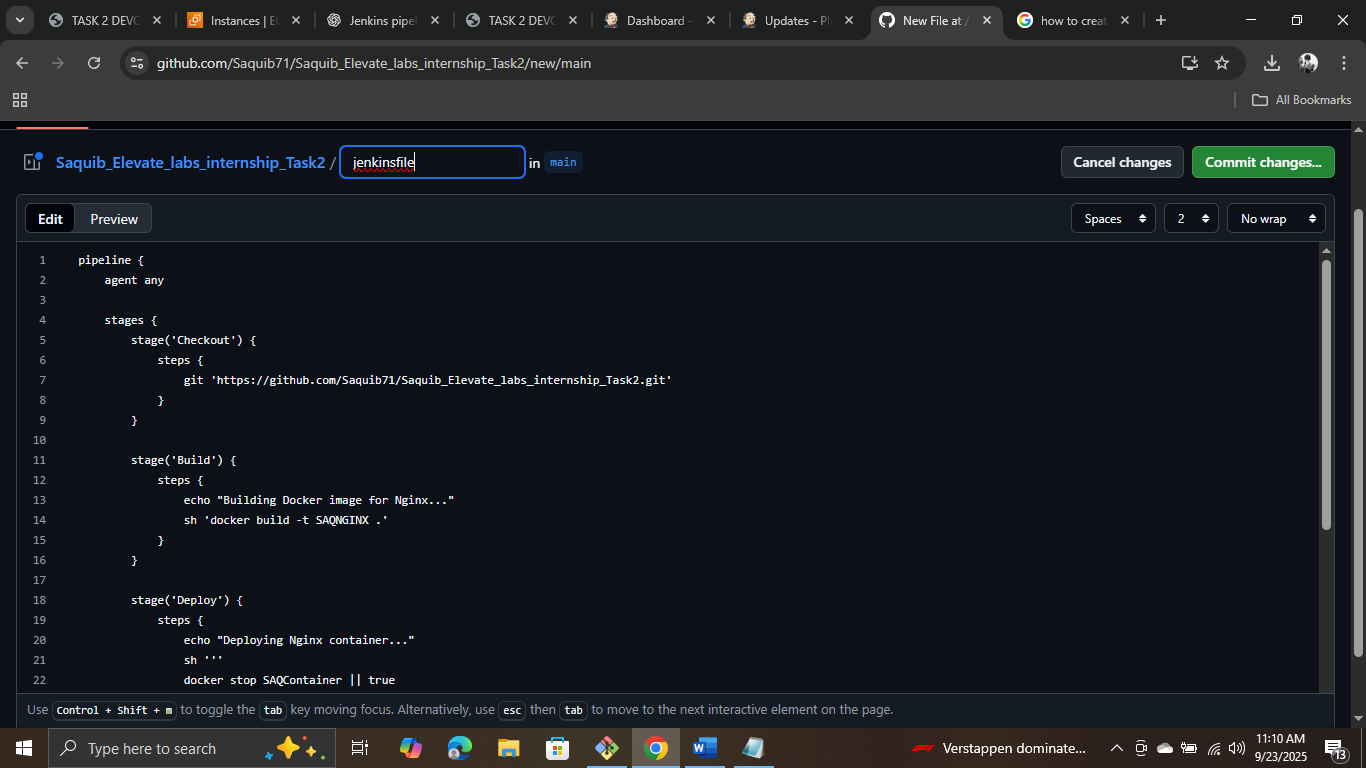 TASK 2 DEVO
Instances | EC
Jenkins pipel
TASK 2 DEVO
Dashboard -
Updates - Pl
New File at /
how to creat
github.com/Saquib71/Saquib_Elevate_labs_internship_Task2/new/main
All Bookmarks
Saquib_Elevate_labs_internship_Task2 / jenkinsfile in main
Cancel changes
Commit changes...
Edit
Preview
Spaces
2
No wrap
1 pipeline {
2     agent any
3
4     stages {
5         stage('Checkout') {
6             steps {
7                 git 'https://github.com/Saquib71/Saquib_Elevate_labs_internship_Task2.git'
8             }
9         }
10
11         stage('Build') {
12             steps {
13                 echo "Building Docker image for Nginx..."
14                 sh 'docker build -t SAQNGINX .'
15             }
16         }
17
18         stage('Deploy') {
19             steps {
20                 echo "Deploying Nginx container..."
21                 sh '''
22                 docker stop SAQContainer || true
Use Control + Shift + m to toggle the tab key moving focus. Alternatively, use esc then tab to move to the next interactive element on the page.
Type here to search
Verstappen dominate...
11:10 AM
9/23/2025
13